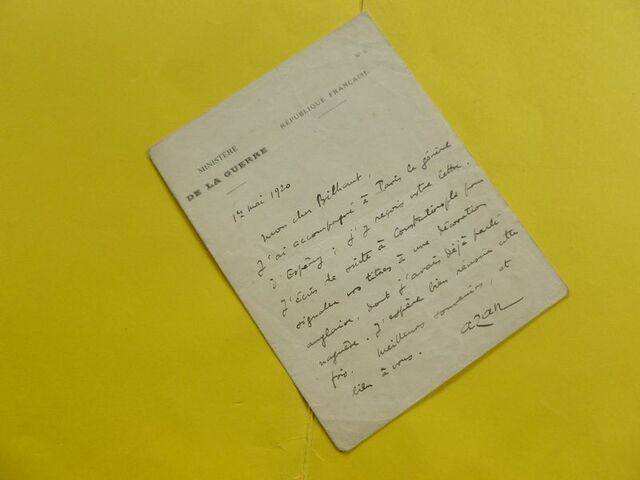 RÉPUBLIQUE FRANÇAISE
MINISTÈRE
DE LA GUERRE
1er mai 1920
Mon cher Bilhaut,
J'ai accompagné à Paris le général
d'Espérey ; j'y reçois votre lettre.
J'écris de suite à Constantinople pour
signaler vos titres à une décoration
anglaise, dont j'avais déjà parlé
naguère. J'espère bien réussir cette
fois. Meilleurs souvenirs, et
bien à vous.
AZAN